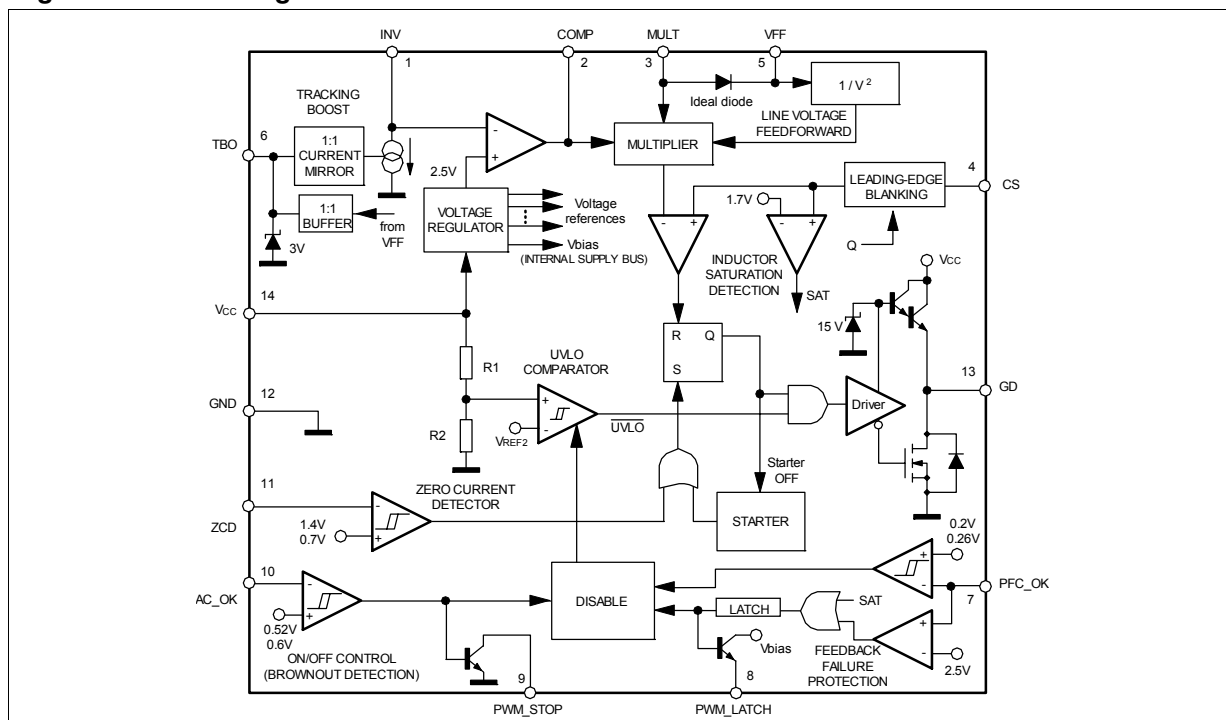 INV
COMP
MULT
VFF
1
2
3
5
Ideal diode
1 / V 2
LINE VOLTAGE
FEEDFORWARD
TRACKING
BOOST
TBO
6
1:1
CURRENT
MIRROR
-
+
MULTIPLIER
2.5V
1:1
BUFFER
from
VFF
3V
VOLTAGE
REGULATOR
Voltage
references
Vbias
(INTERNAL SUPPLY BUS)
4
CS
LEADING-EDGE
BLANKING
Q
1.7V
-
+
-
+
INDUCTOR
SATURATION
DETECTION
SAT
Vcc
14
Vcc
15 V
R
Q
S
R1
R2
UVLO
COMPARATOR
+
-
VREF2
UVLO
Driver
13
GD
12
GND
Starter
OFF
STARTER
11
ZCD
ZERO CURRENT
DETECTOR
-
+
1.4V
0.7V
0.2V
0.26V
+
-
PFC_OK
7
10
AC_OK
-
+
0.52V
0.6V
ON/OFF CONTROL
(BROWNOUT DETECTION)
DISABLE
LATCH
SAT
+
-
2.5V
FEEDBACK
FAILURE
PROTECTION
Vbias
9
PWM_STOP
8
PWM_LATCH